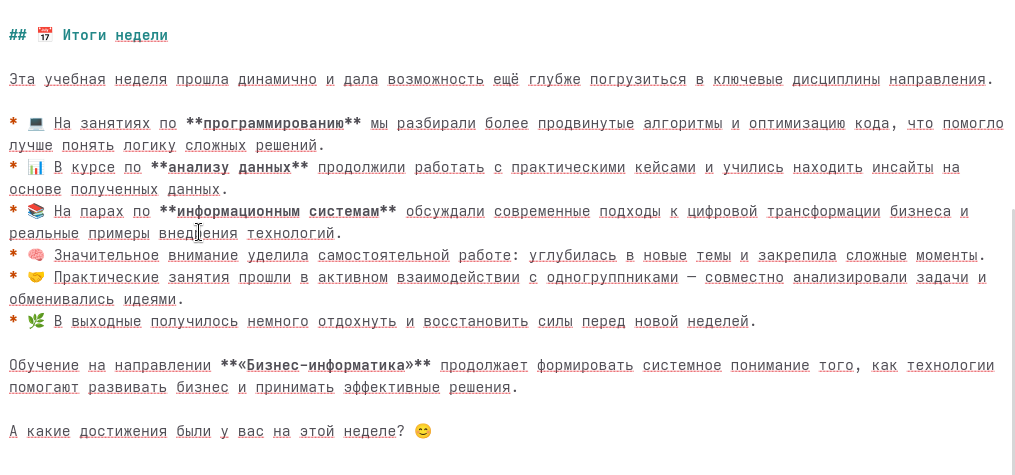 ## 📅 Итоги недели
Эта учебная неделя прошла динамично и дала возможность ещё глубже погрузиться в ключевые дисциплины направления.
* 💻 На занятиях по **программированию** мы разбирали более продвинутые алгоритмы и оптимизацию кода, что помогло
лучше понять логику сложных решений.
* 📊 В курсе по **анализу данных** продолжили работать с практическими кейсами и учились находить инсайты на
основе полученных данных.
* 📚 На парах по **информационным системам** обсуждали современные подходы к цифровой трансформации бизнеса и
реальные примеры внедрения технологий.
* 🧠 Значительное внимание уделила самостоятельной работе: углубилась в новые темы и закрепила сложные моменты.
* 🤝 Практические занятия прошли в активном взаимодействии с одногруппниками — совместно анализировали задачи и
обменивались идеями.
* 🌿 В выходные получилось немного отдохнуть и восстановить силы перед новой неделей.
Обучение на направлении **«Бизнес-информатика»** продолжает формировать системное понимание того, как технологии
помогают развивать бизнес и принимать эффективные решения.
А какие достижения были у вас на этой неделе? 😊